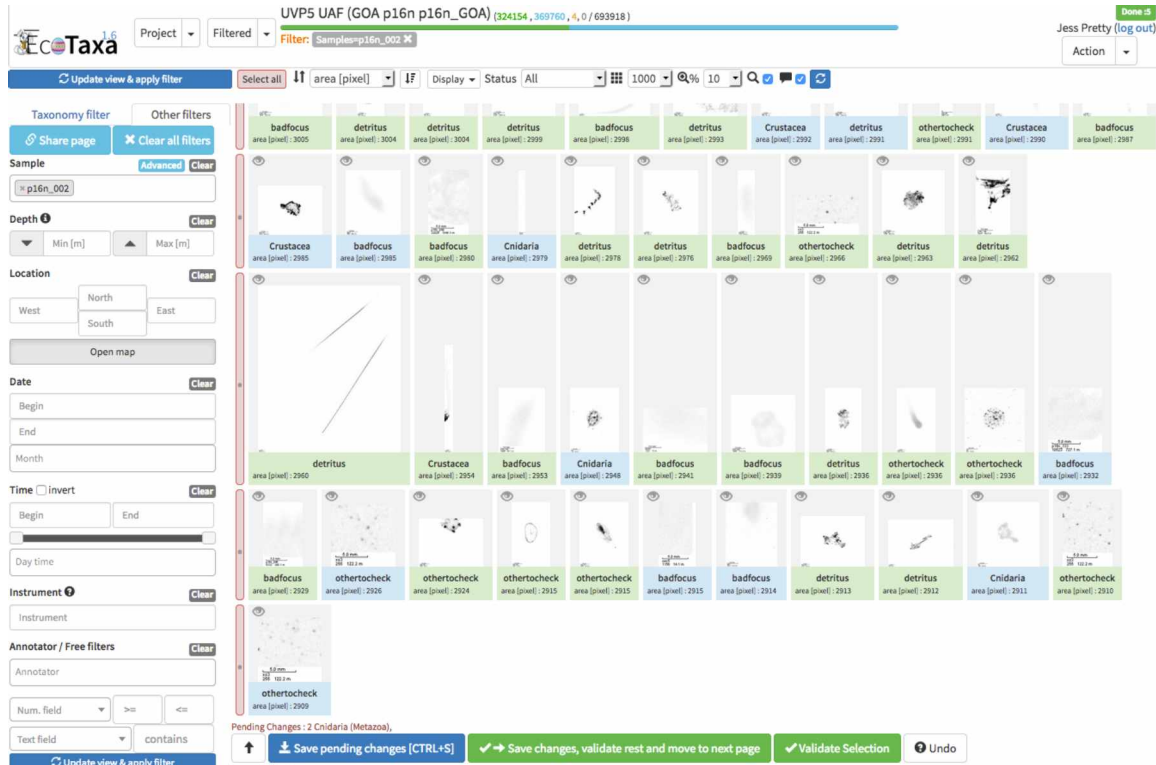 EcoTaxa 1.6
Project
Filtered
UVP5 UAF (GOA p16n p16n_GOA) (324154 , 369760 , 4, 0 / 693918 )
Filter: Samples=p16n_002
Done :5
Jess Pretty (log out)
Action
Update view & apply filter
Select all area [pixel] Display Status All 1000 % 10
Taxonomy filter Other filters
Share page Clear all filters
Sample Advanced Clear
× p16n_002
Depth Clear
Min [m] Max [m]
Location Clear
North
West East
South
Open map
Date Clear
Begin
End
Month
Time invert Clear
Begin End
Day time
Instrument Clear
Instrument
Annotator / Free filters Clear
Annotator
Num. field >= <=
Text field contains
Update view & apply filter
badfocus detritus detritus detritus badfocus detritus Crustacea detritus othertocheck Crustacea badfocus
area [pixel] : 3005 area [pixel] : 3004 area [pixel] : 3004 area [pixel] : 2999 area [pixel] : 2996 area [pixel] : 2993 area [pixel] : 2992 area [pixel] : 2991 area [pixel] : 2991 area [pixel] : 2990 area [pixel] : 2987
Crustacea badfocus badfocus Cnidaria detritus detritus badfocus othertocheck detritus detritus
area [pixel] : 2985 area [pixel] : 2985 area [pixel] : 2980 area [pixel] : 2979 area [pixel] : 2978 area [pixel] : 2976 area [pixel] : 2969 area [pixel] : 2966 area [pixel] : 2963 area [pixel] : 2962
detritus Crustacea badfocus Cnidaria badfocus badfocus detritus othertocheck othertocheck badfocus
area [pixel] : 2960 area [pixel] : 2954 area [pixel] : 2953 area [pixel] : 2948 area [pixel] : 2941 area [pixel] : 2939 area [pixel] : 2936 area [pixel] : 2936 area [pixel] : 2936 area [pixel] : 2932
badfocus othertocheck othertocheck othertocheck othertocheck badfocus badfocus detritus detritus Cnidaria othertocheck
area [pixel] : 2929 area [pixel] : 2926 area [pixel] : 2924 area [pixel] : 2915 area [pixel] : 2915 area [pixel] : 2915 area [pixel] : 2914 area [pixel] : 2913 area [pixel] : 2912 area [pixel] : 2911 area [pixel] : 2910
othertocheck
area [pixel] : 2909
Pending Changes : 2 Cnidaria (Metazoa),
Save pending changes [CTRL+S]
Save changes, validate rest and move to next page
Validate Selection
Undo